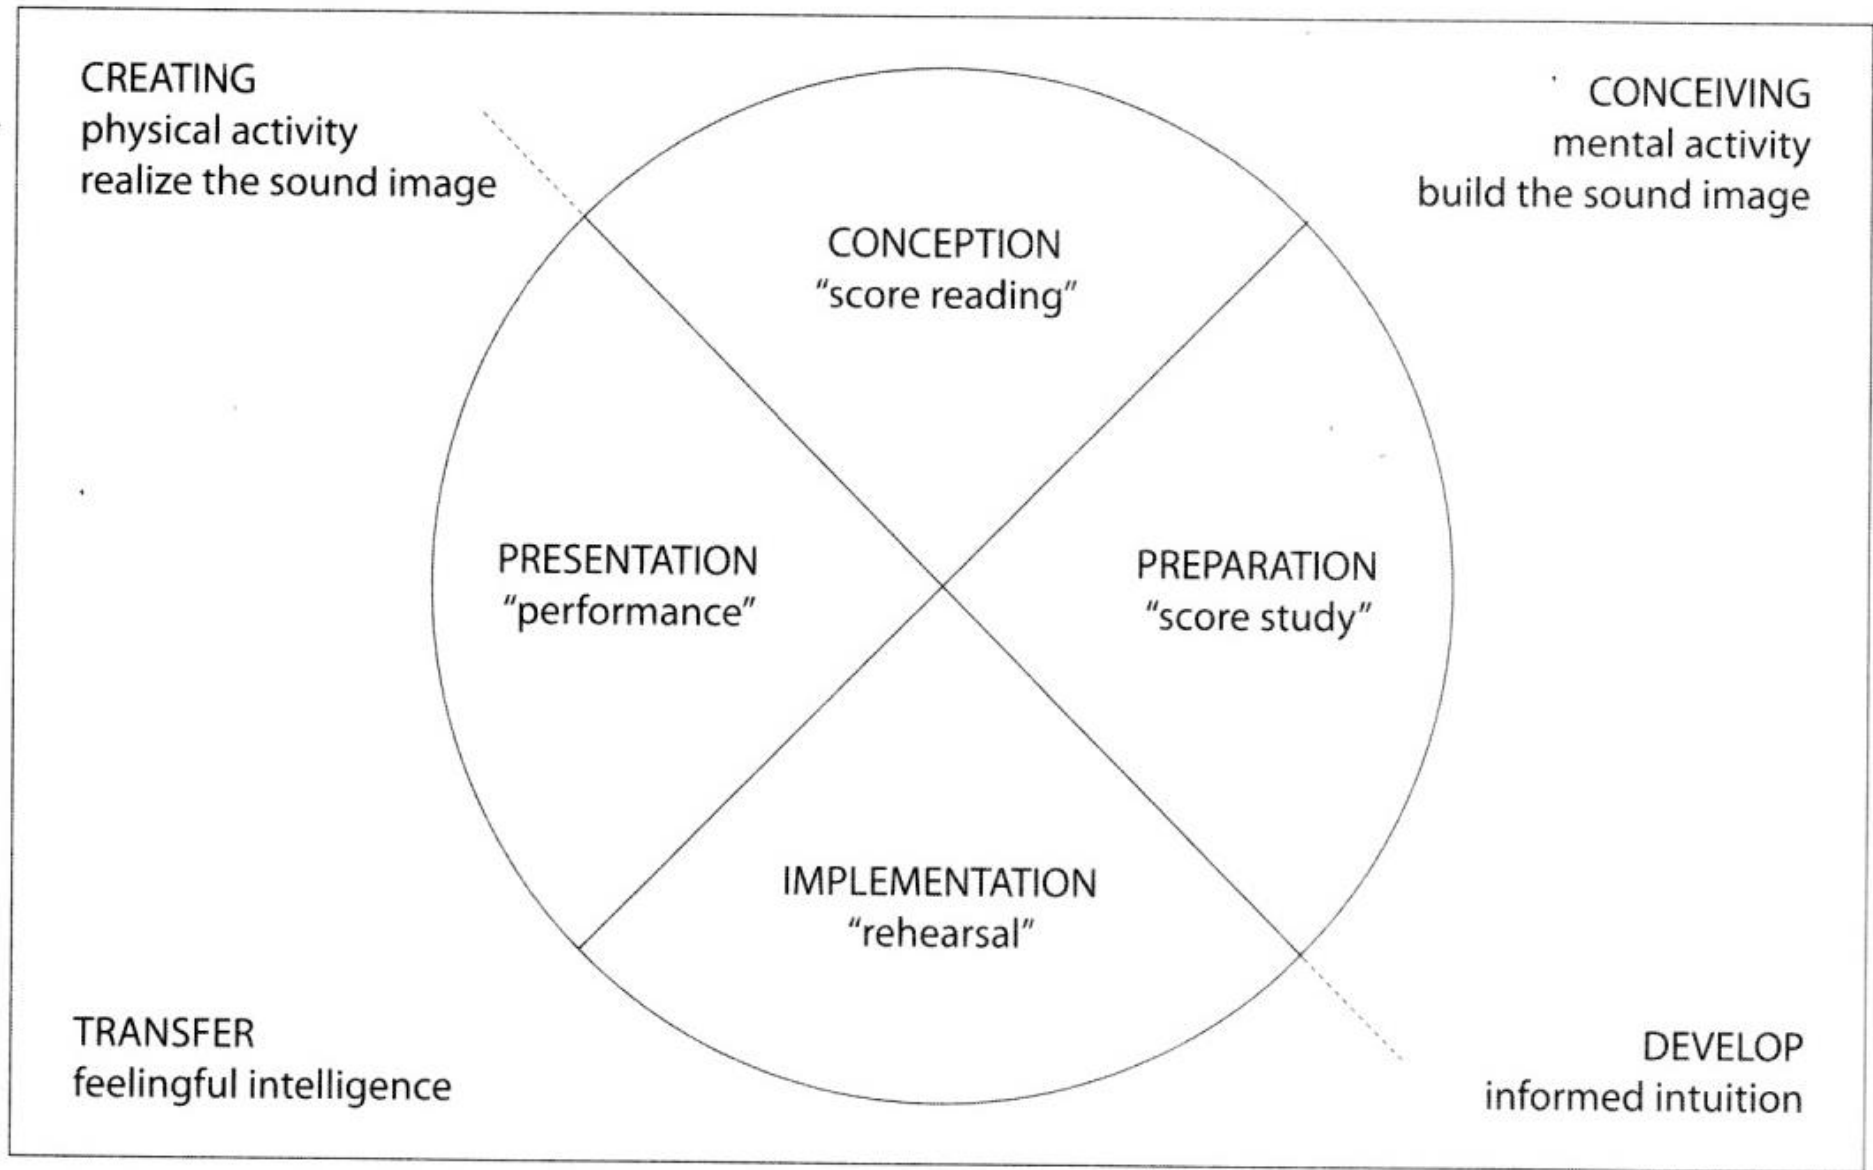 CREATING
physical activity
realize the sound image
CONCEIVING
mental activity
build the sound image
CONCEPTION
“score reading”
PRESENTATION
“performance”
PREPARATION
“score study”
IMPLEMENTATION
“rehearsal”
TRANSFER
feelingful intelligence
DEVELOP
informed intuition